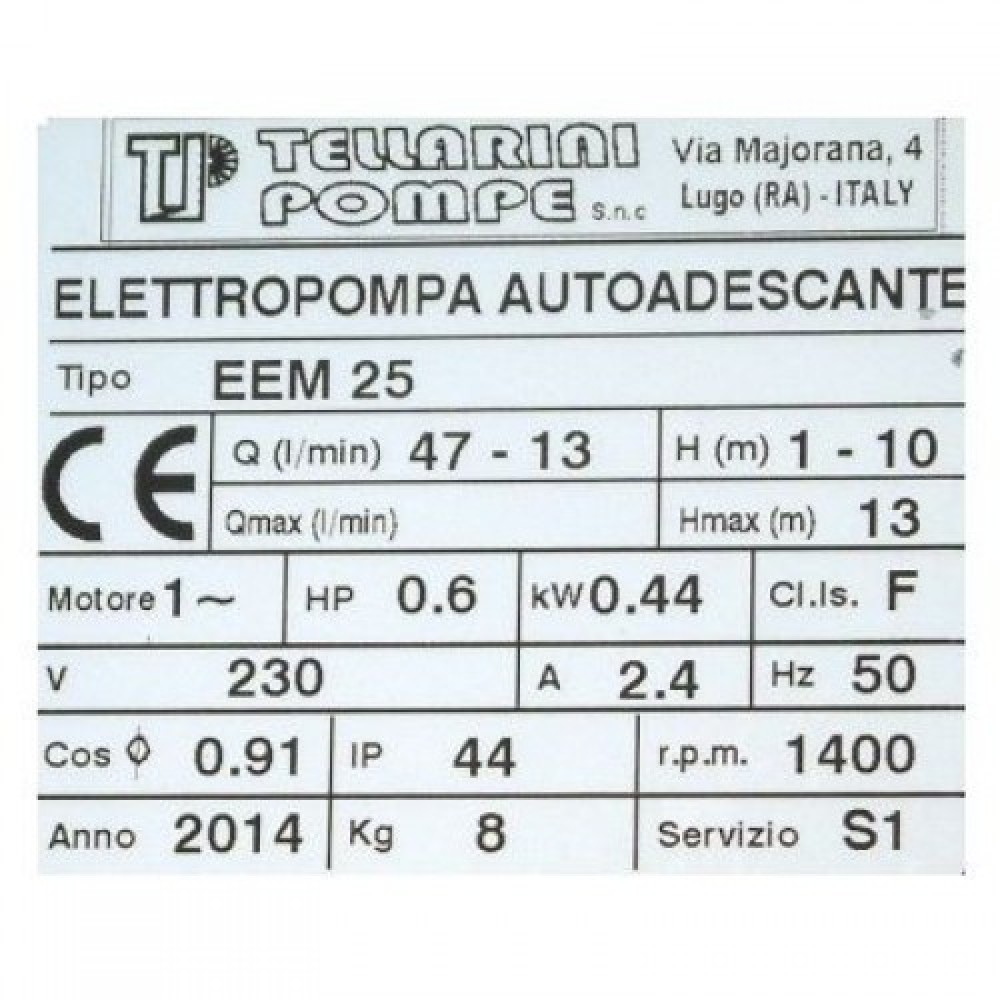 TP TELLARINI Via Majorana, 4
POMPE S.n.c Lugo (RA) - ITALY
ELETTROPOMPA AUTOADESCANTE
Tipo EEM 25
CE Q (l/min) 47 - 13 H (m) 1 - 10
Qmax (l/min) Hmax (m) 13
Motore 1 ~ HP 0.6 kW 0.44 Cl.Is. F
V 230 A 2.4 Hz 50
Cos ϕ 0.91 IP 44 r.p.m. 1400
Anno 2014 Kg 8 Servizio S1